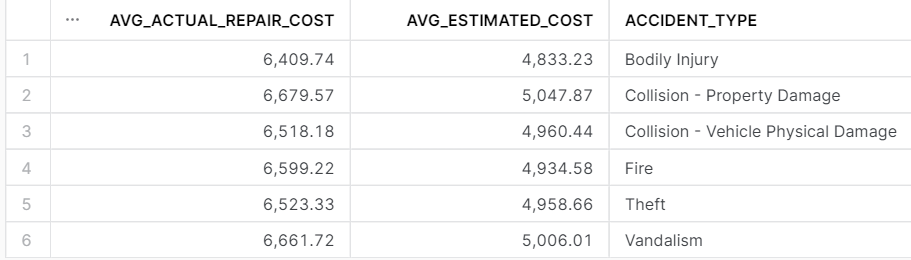 ··· AVG_ACTUAL_REPAIR_COST AVG_ESTIMATED_COST ACCIDENT_TYPE
1 6,409.74 4,833.23 Bodily Injury
2 6,679.57 5,047.87 Collision - Property Damage
3 6,518.18 4,960.44 Collision - Vehicle Physical Damage
4 6,599.22 4,934.58 Fire
5 6,523.33 4,958.66 Theft
6 6,661.72 5,006.01 Vandalism